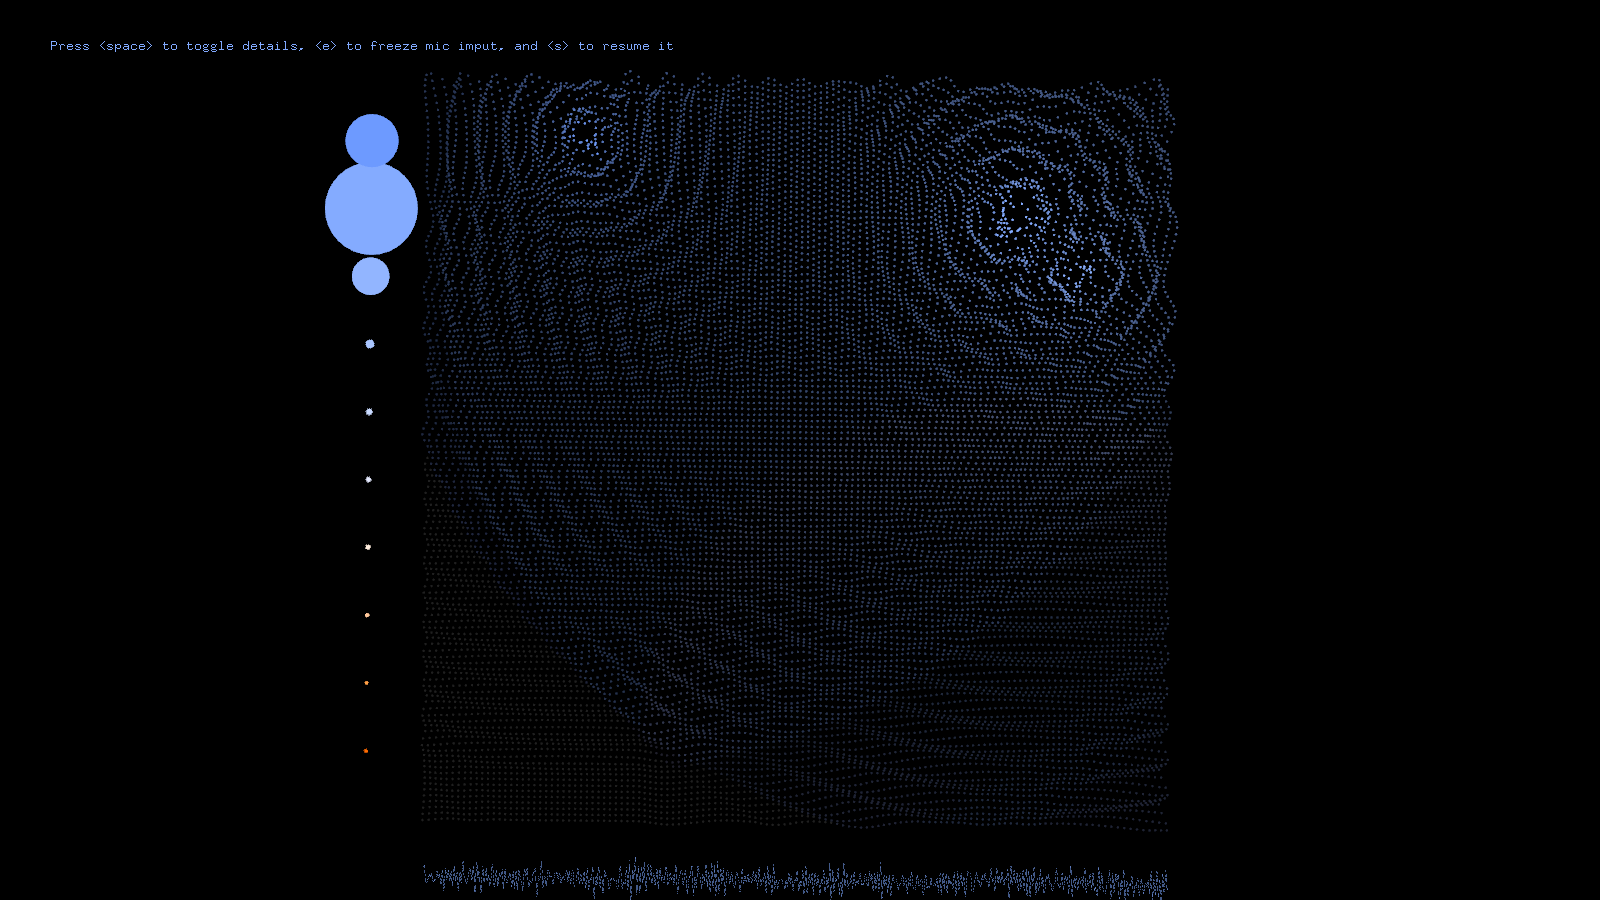 Press <space> to toggle details, <e> to freeze mic imput, and <s> to resume it